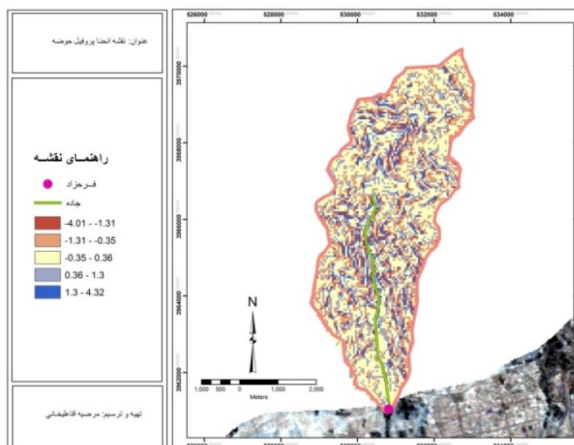 عنوان: نقشه انحنا پروفیل حوضه
راهنمای نقشه
فرحزاد
جاده
-4.01 - -1.31
-1.31 - -0.35
-0.35 - 0.36
0.36 - 1.3
1.3 - 4.32
تهیه و ترسیم: مرضیه آقاعلیخانی
526000 528000 530000 532000 534000
3970000
3968000
3966000
3964000
3962000
N
1,000 500 0 1,000 2,000
Meters